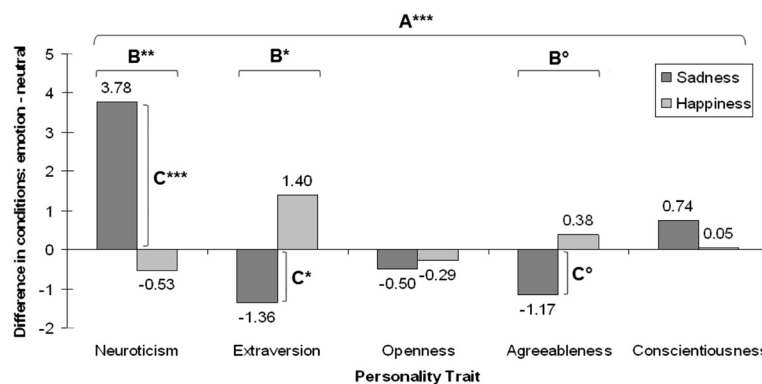 A***
B**
B*
B°
Sadness
Happiness
Difference in conditions: emotion - neutral
5
4
3
2
1
0
-1
-2
3.78
C***
-0.53
1.40
C*
-1.36
-0.50
-0.29
0.38
C°
-1.17
0.74
0.05
Neuroticism Extraversion Openness Agreeableness Conscientiousness
Personality Trait